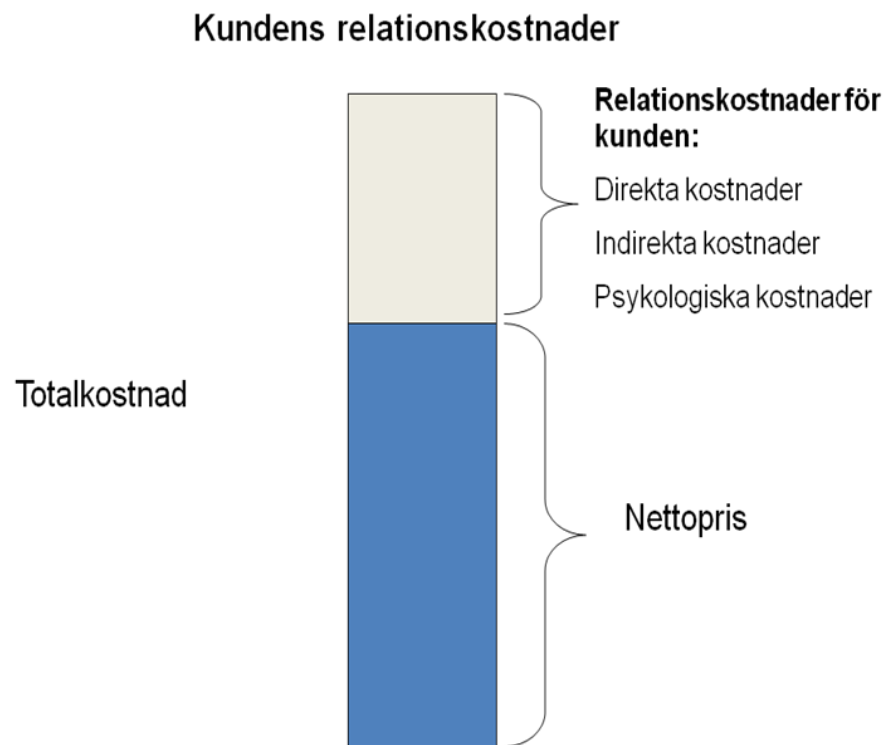 Kundens relationskostnader
Relationskostnader för
kunden:
Direkta kostnader
Indirekta kostnader
Psykologiska kostnader
Totalkostnad
Nettopris